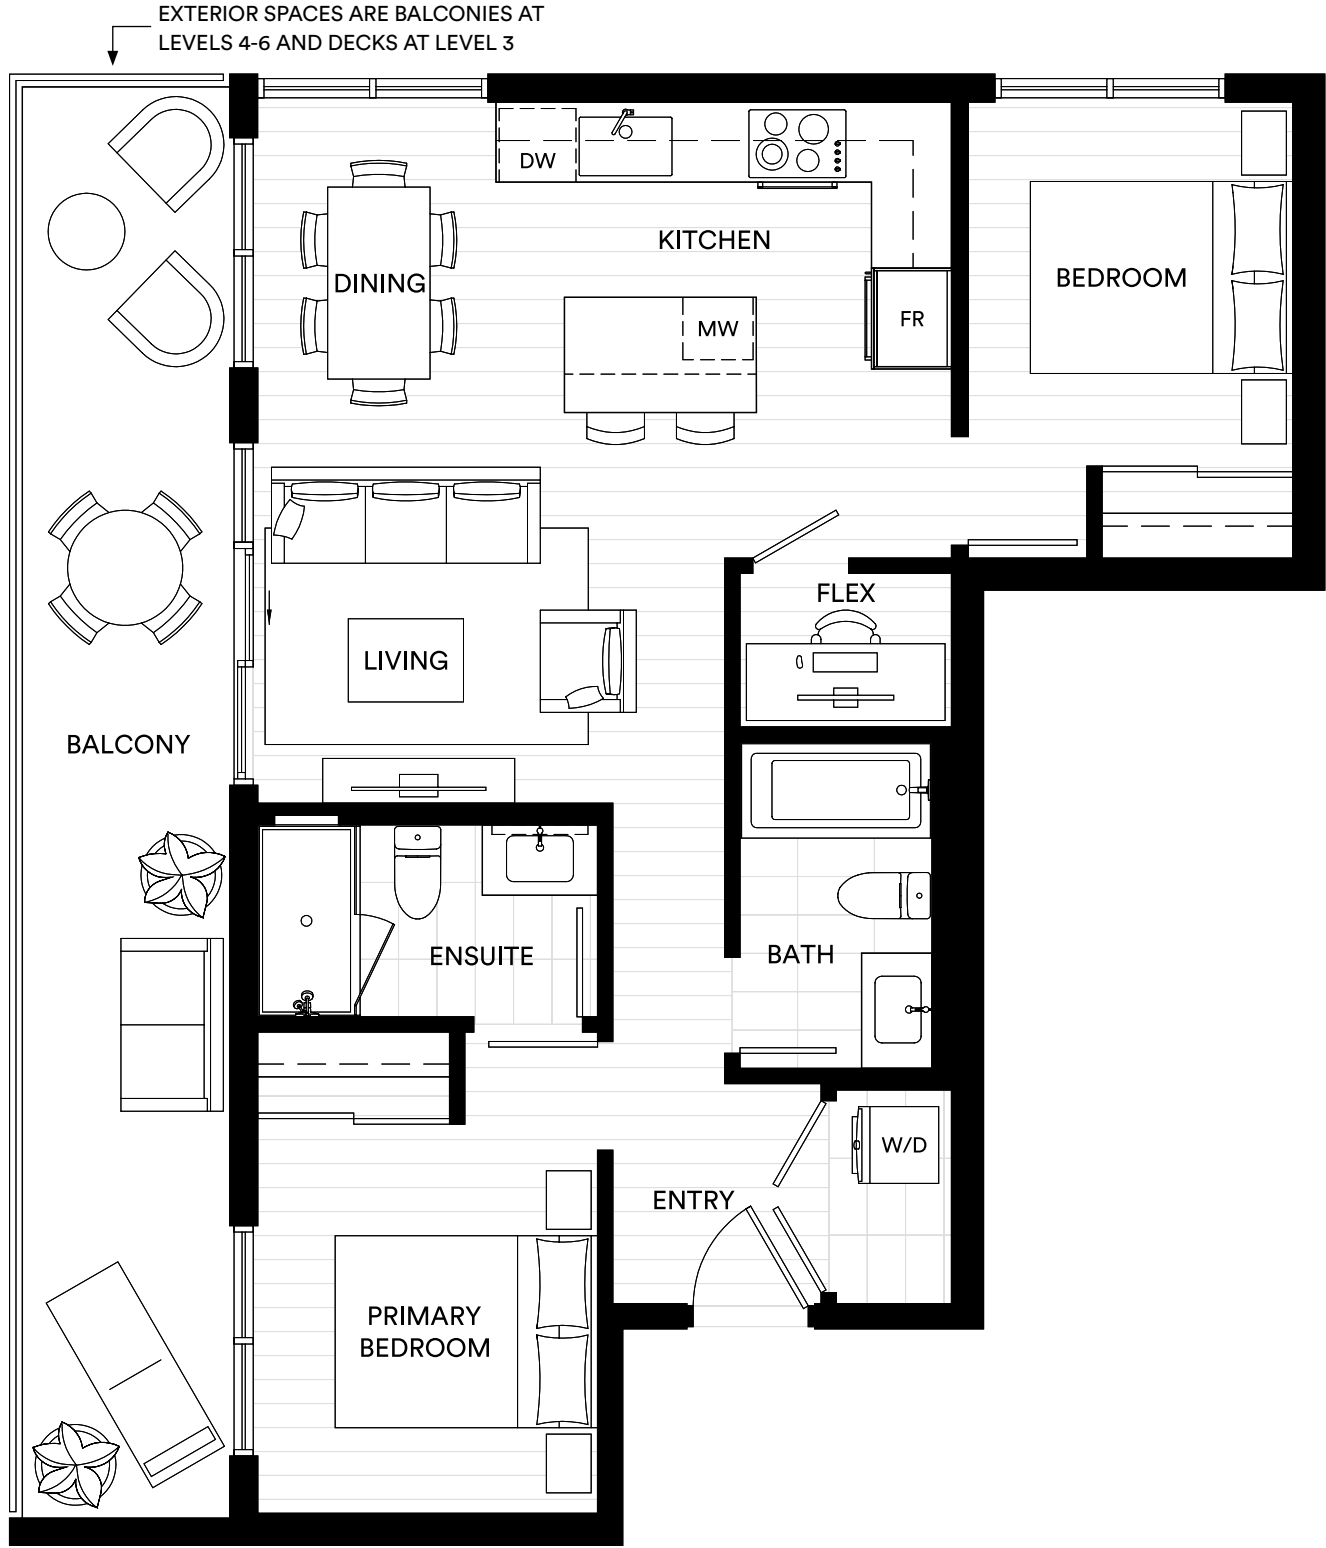 EXTERIOR SPACES ARE BALCONIES AT
LEVELS 4-6 AND DECKS AT LEVEL 3
DW
KITCHEN
DINING
BEDROOM
MW
FR
FLEX
LIVING
BALCONY
ENSUITE
BATH
W/D
ENTRY
PRIMARY
BEDROOM